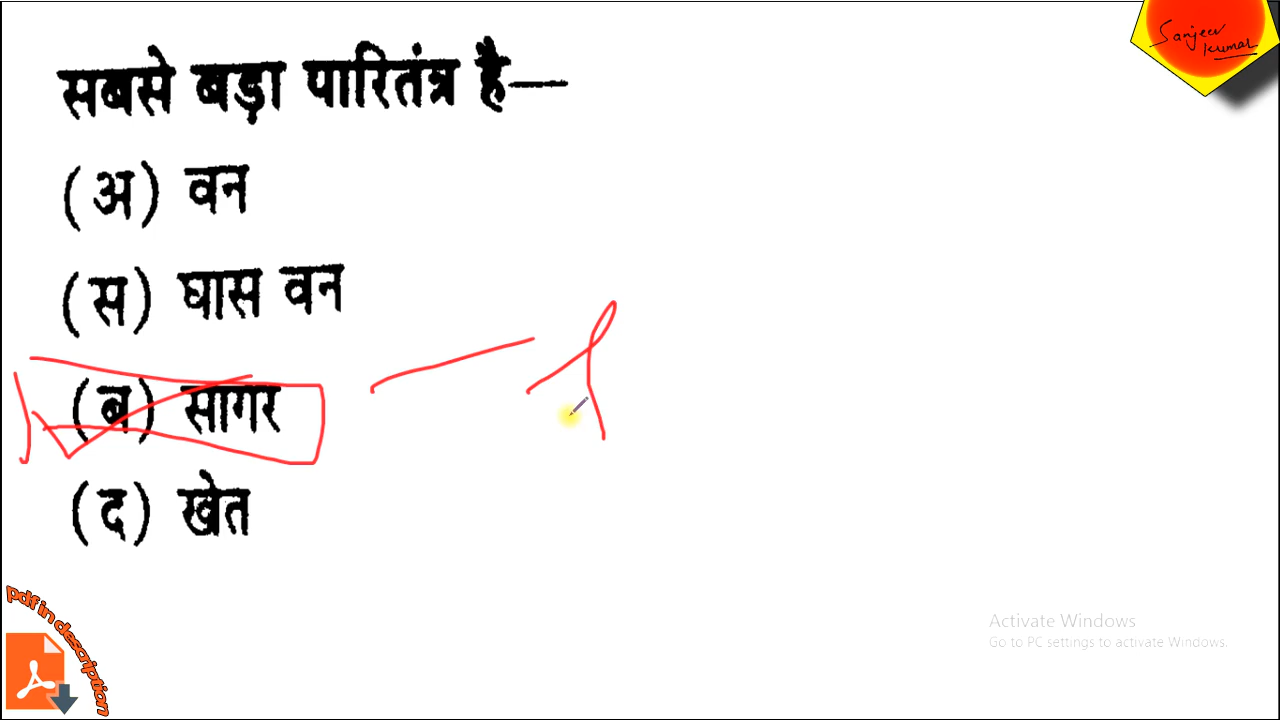 सबसे बड़ा पारितंत्र है—
(अ) वन
(स) घास वन
(ब) सागर
(द) खेत
Sanjeev
Kumar
pdf in description
Activate Windows
Go to PC settings to activate Windows.